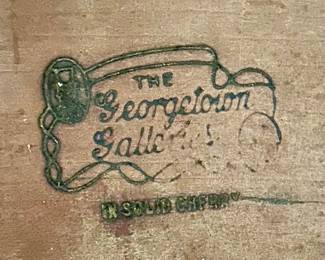 THE
Georgetown
Galleries
IN SOLID CHERRY